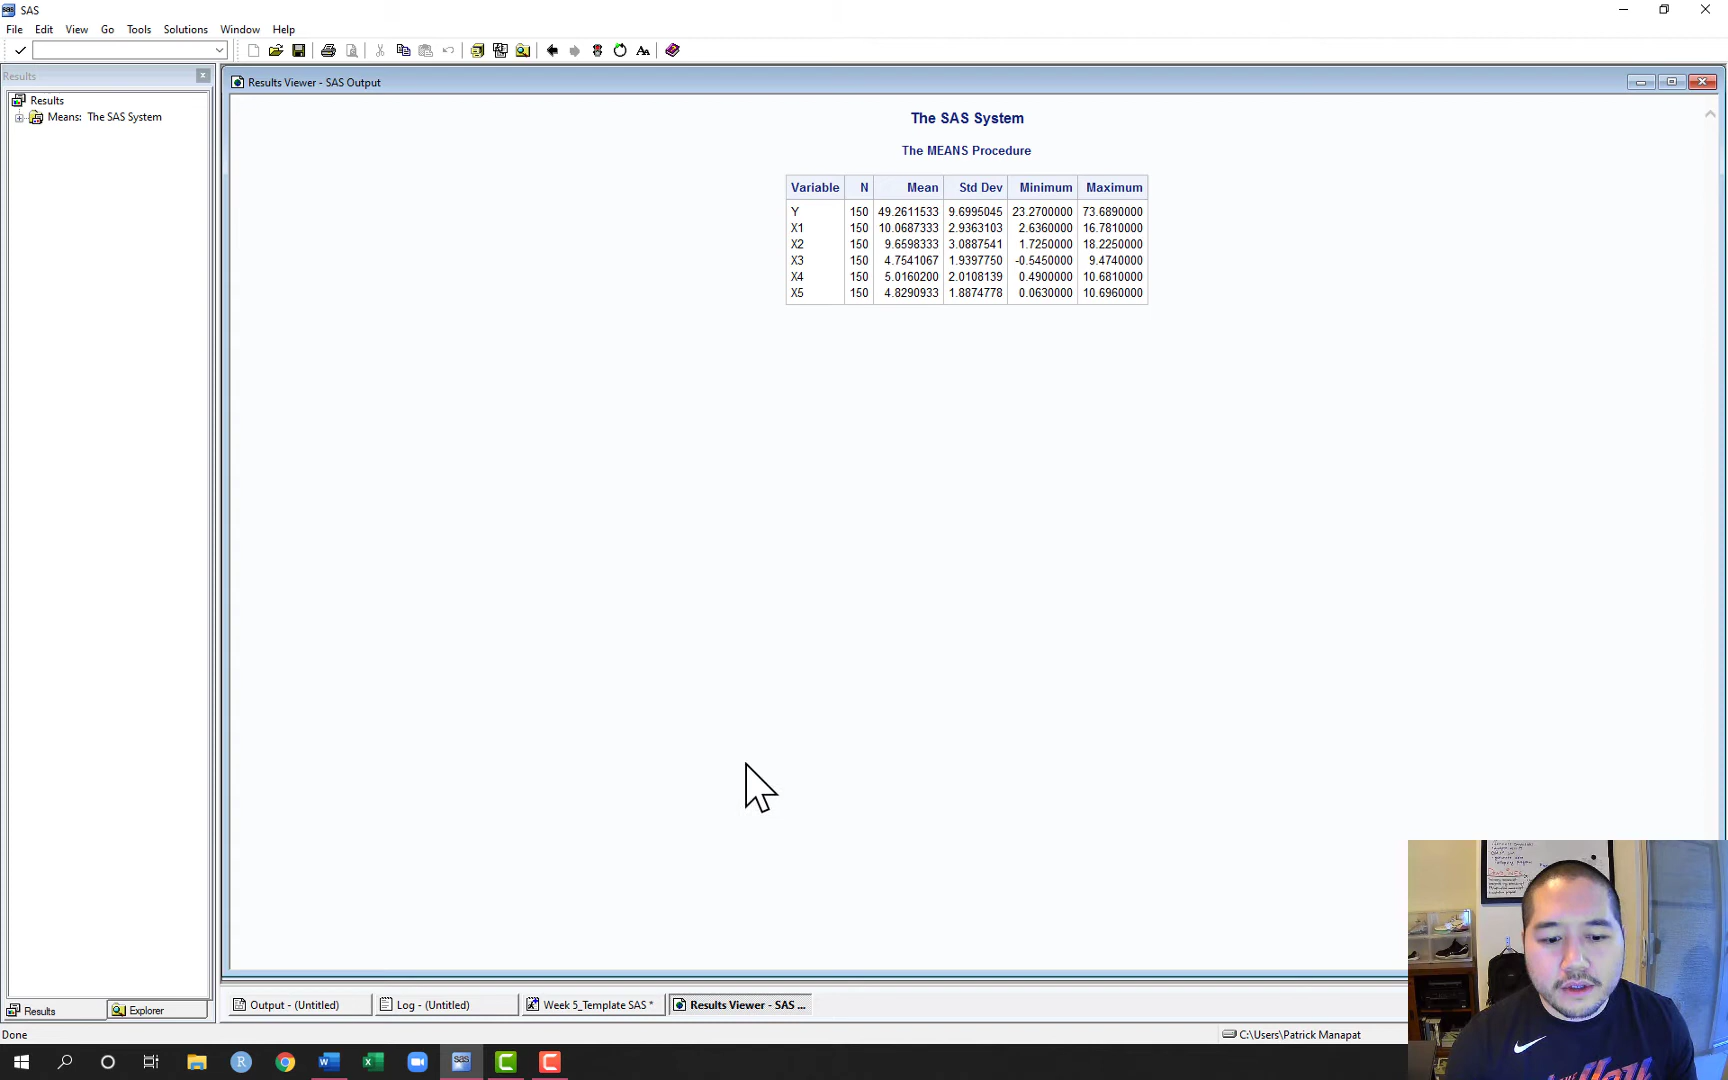 SAS
File Edit View Go Tools Solutions Window Help
Results
Results Viewer - SAS Output
Results
Means: The SAS System
The SAS System
The MEANS Procedure
Variable N Mean Std Dev Minimum Maximum
Y 150 49.2611533 9.6995045 23.2700000 73.6890000
X1 150 10.0687333 2.9363103 2.6360000 16.7810000
X2 150 9.6598333 3.0887541 1.7250000 18.2250000
X3 150 4.7541067 1.9397750 -0.5450000 9.4740000
X4 150 5.0160200 2.0108139 0.4900000 10.6810000
X5 150 4.8290933 1.8874778 0.0630000 10.6960000
Results Explorer
Output - (Untitled) Log - (Untitled) Week 5_Template SAS * Results Viewer - SAS ...
Done
C:\Users\Patrick Manapat